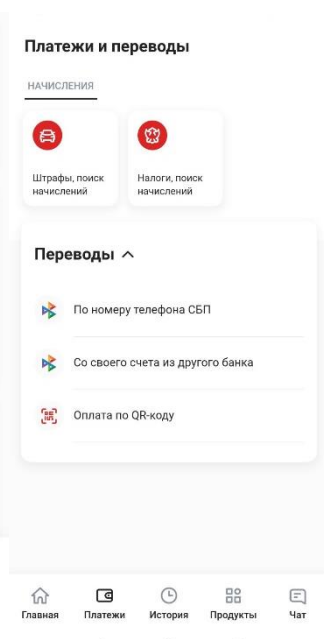 Платежи и переводы
НАЧИСЛЕНИЯ
Штрафы, поиск
начислений
Налоги, поиск
начислений
Переводы
По номеру телефона СБП
Со своего счета из другого банка
Оплата по QR-коду
Главная
Платежи
История
Продукты
Чат